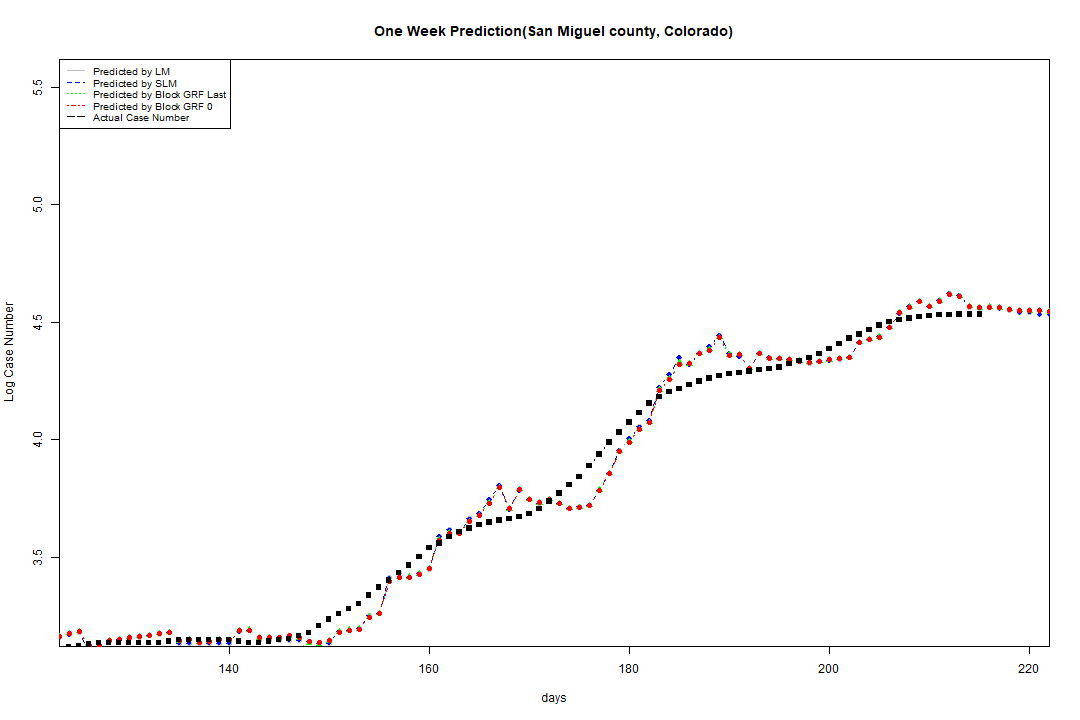 One Week Prediction(San Miguel county, Colorado)
Predicted by LM
Predicted by SLM
Predicted by Block GRF Last
Predicted by Block GRF 0
Actual Case Number
5.5
5.0
4.5
4.0
3.5
Log Case Number
140 160 180 200 220
days